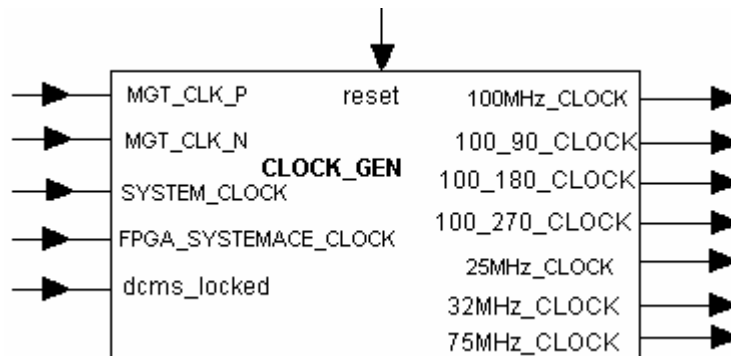 MGT_CLK_P reset 100MHz_CLOCK
MGT_CLK_N 100_90_CLOCK
CLOCK_GEN
SYSTEM_CLOCK 100_180_CLOCK
FPGA_SYSTEMACE_CLOCK 100_270_CLOCK
25MHz_CLOCK
dcms_locked 32MHz_CLOCK
75MHz_CLOCK